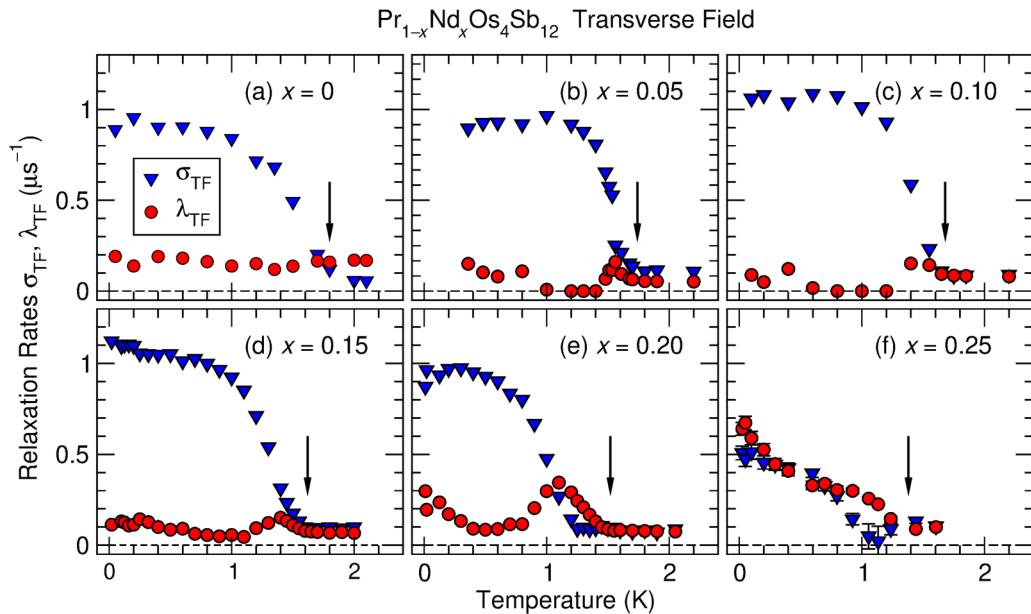 Pr1−xNdxOs4Sb12 Transverse Field
Relaxation Rates σTF, λTF (μs−1)
(a) x = 0
(b) x = 0.05
(c) x = 0.10
1
0.5
0
σTF
λTF
(d) x = 0.15
(e) x = 0.20
(f) x = 0.25
1
0.5
0
0 1 2 0 1 2 0 1 2
Temperature (K)